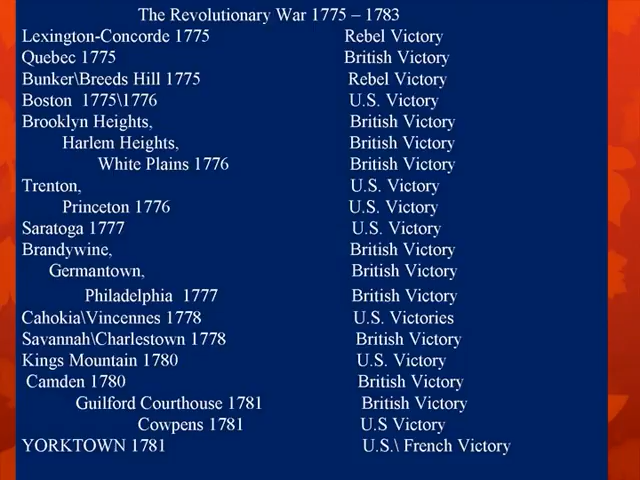 The Revolutionary War 1775 – 1783
Lexington-Concorde 1775 Rebel Victory
Quebec 1775 British Victory
Bunker\Breeds Hill 1775 Rebel Victory
Boston 1775\1776 U.S. Victory
Brooklyn Heights, British Victory
Harlem Heights, British Victory
White Plains 1776 British Victory
Trenton, U.S. Victory
Princeton 1776 U.S. Victory
Saratoga 1777 U.S. Victory
Brandywine, British Victory
Germantown, British Victory
Philadelphia 1777 British Victory
Cahokia\Vincennes 1778 U.S. Victories
Savannah\Charlestown 1778 British Victory
Kings Mountain 1780 U.S. Victory
Camden 1780 British Victory
Guilford Courthouse 1781 British Victory
Cowpens 1781 U.S Victory
YORKTOWN 1781 U.S.\ French Victory